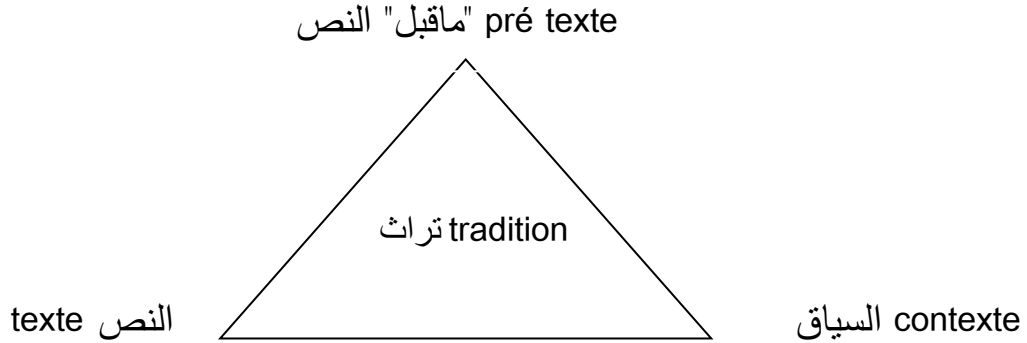 pré texte "ماقبل" النص
tradition تراث
texte النص
contexte السياق